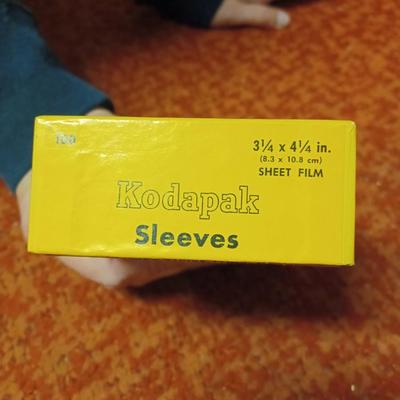 100
3¼ x 4¼ in.
(8.3 x 10.8 cm)
SHEET FILM
Kodapak
Sleeves